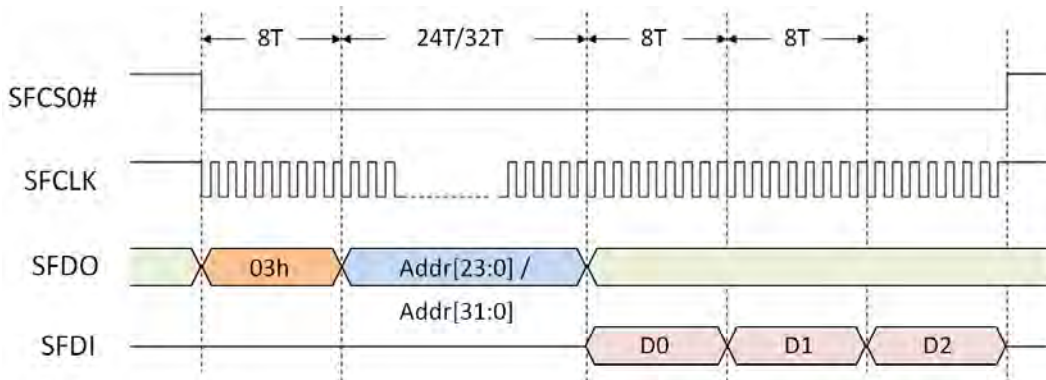 8T 24T/32T 8T 8T
SFCS0#
SFCLK
SFDO 03h Addr[23:0] /
Addr[31:0]
SFDI D0 D1 D2